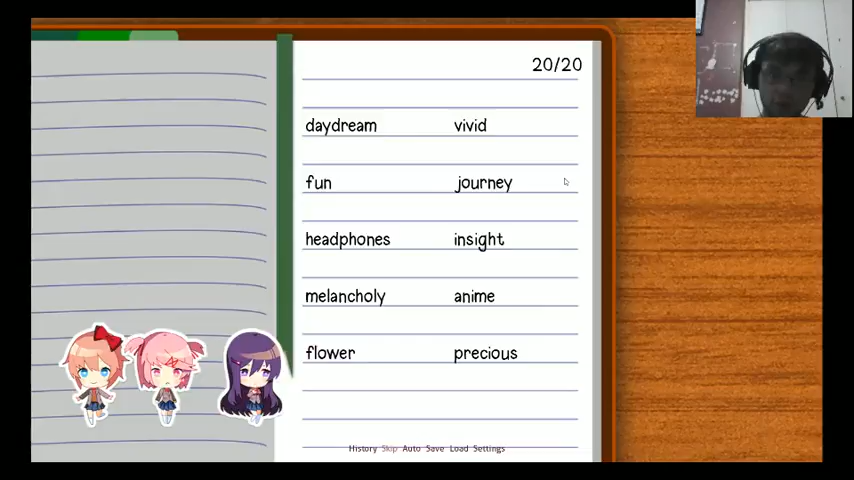 20/20
daydream vivid
fun journey
headphones insight
melancholy anime
flower precious
History Skip Auto Save Load Settings